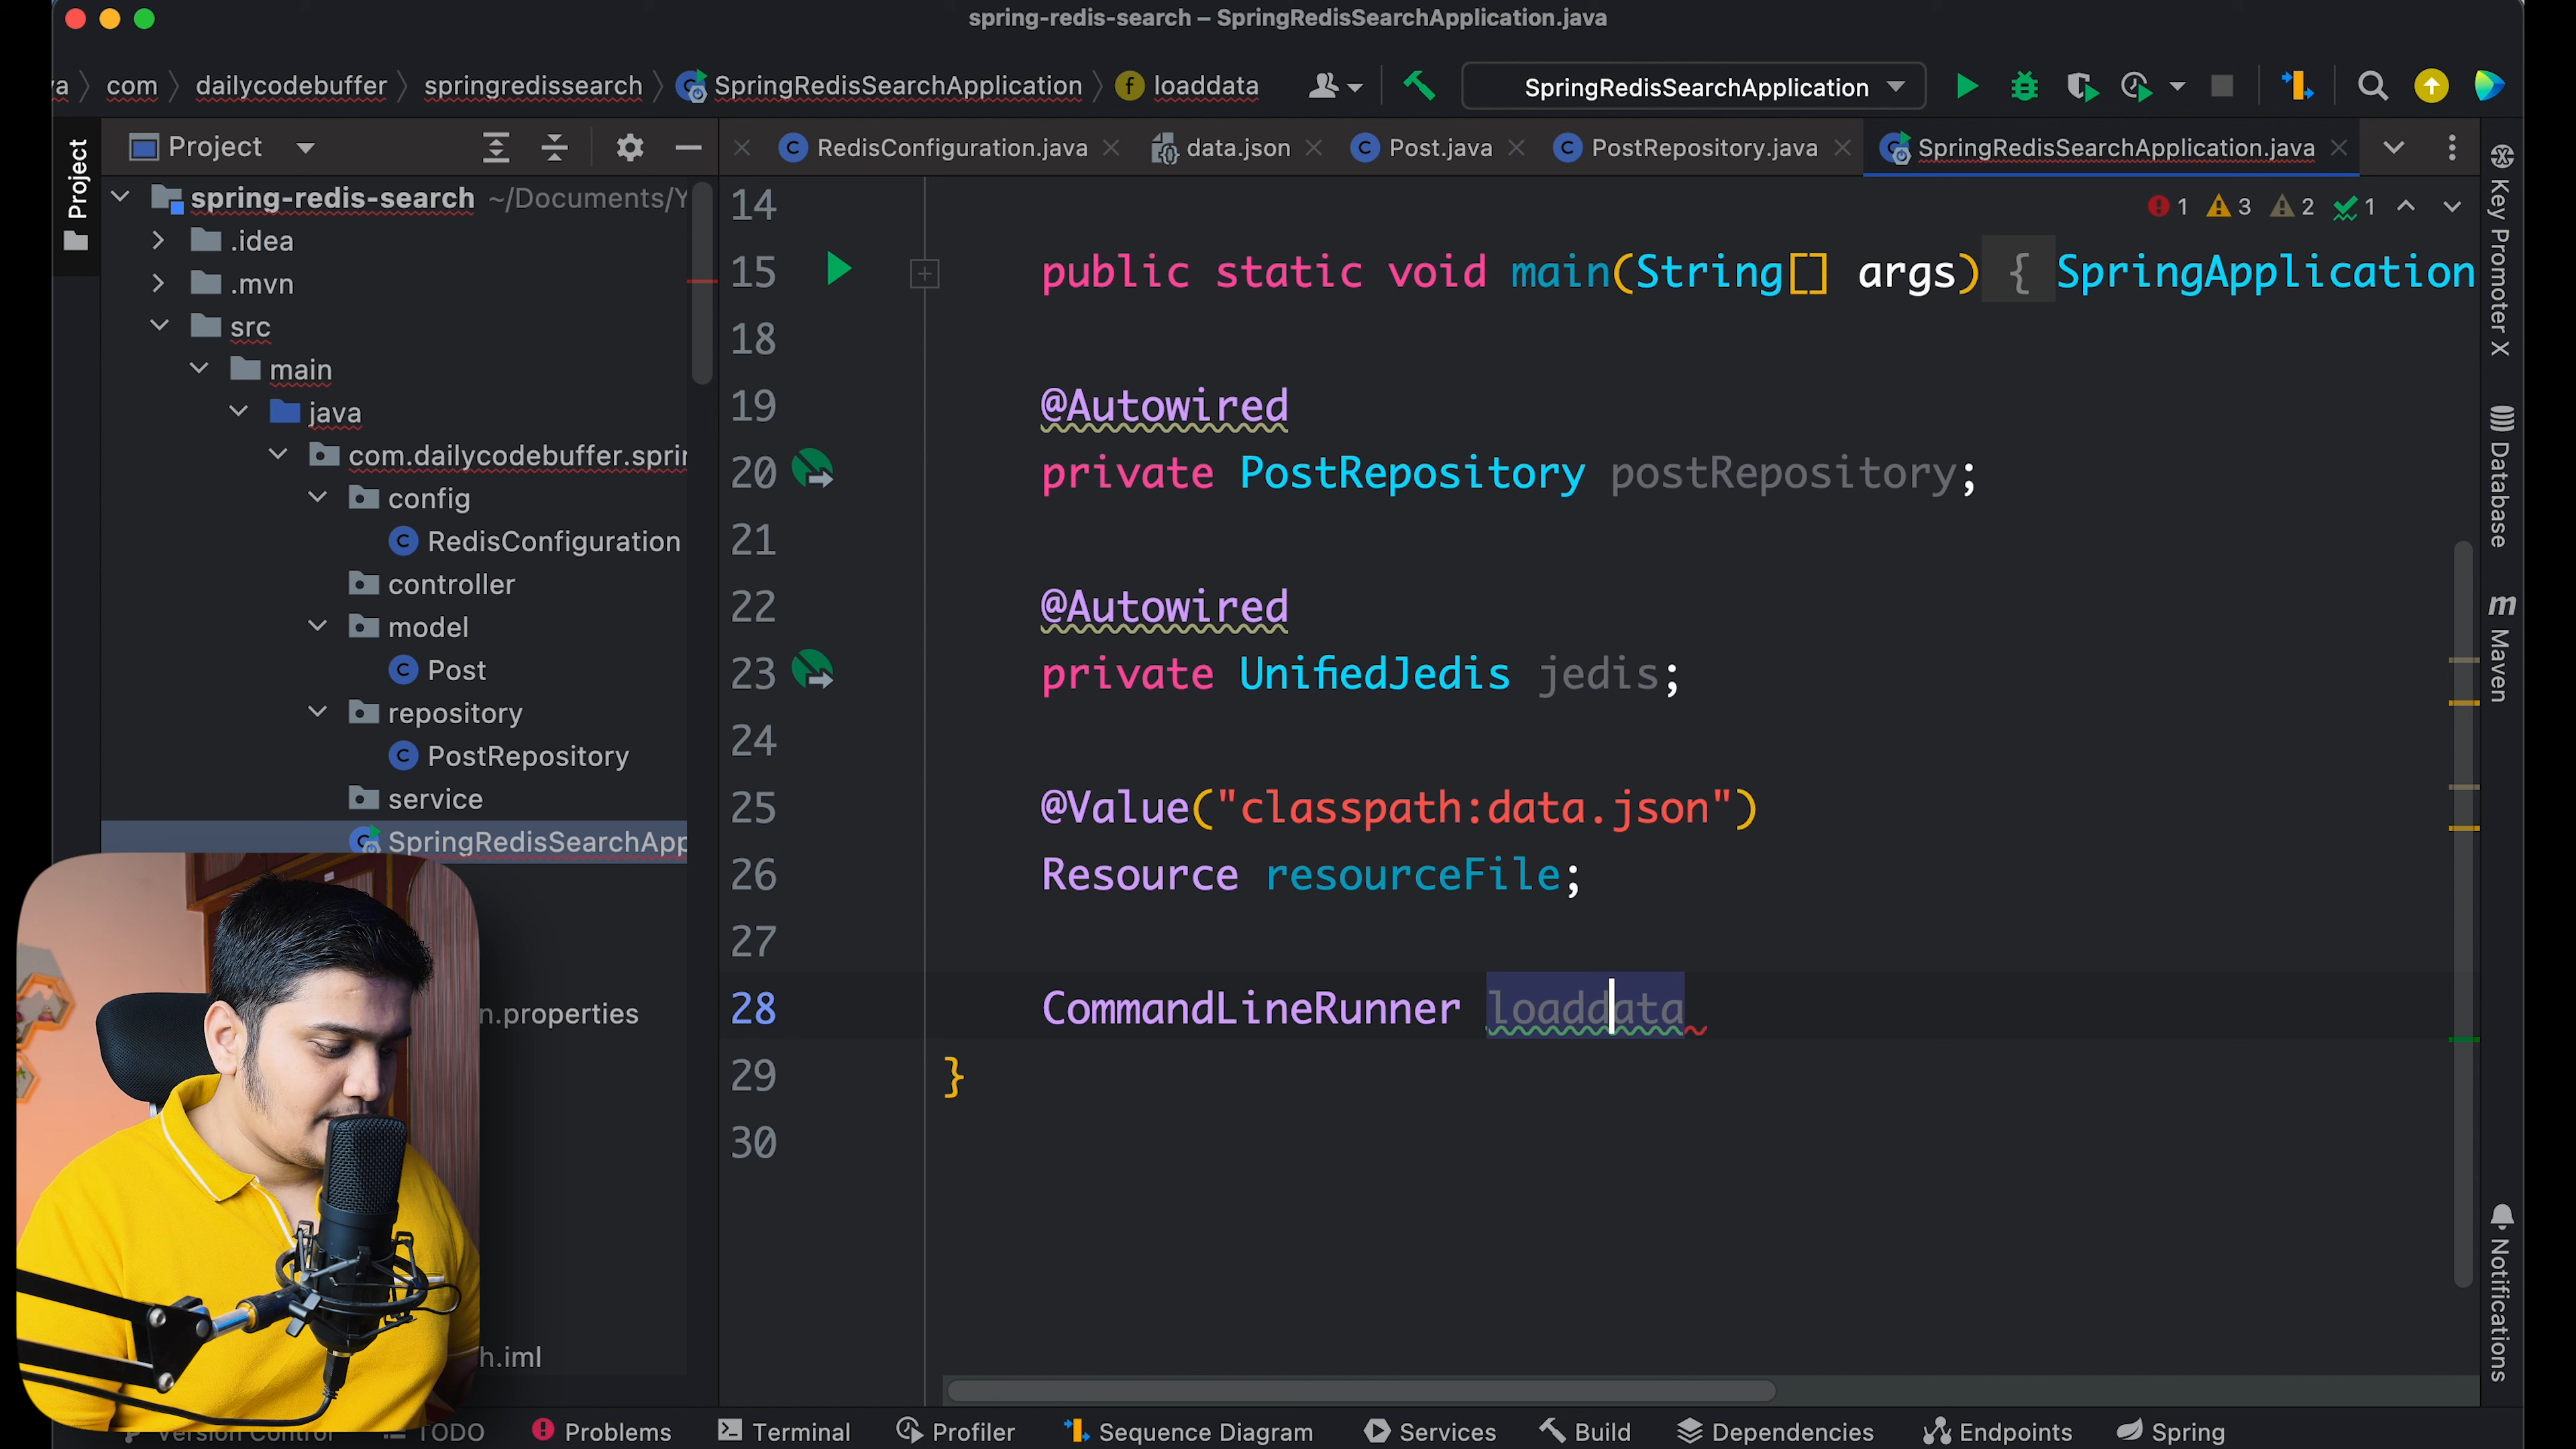 spring-redis-search – SpringRedisSearchApplication.java
va com dailycodebuffer springredissearch SpringRedisSearchApplication loaddata SpringRedisSearchApplication
Project RedisConfiguration.java data.json Post.java PostRepository.java SpringRedisSearchApplication.java
Project
spring-redis-search ~/Documents/Y
.idea
.mvn
src
main
java
com.dailycodebuffer.sprin
config
RedisConfiguration
controller
model
Post
repository
PostRepository
service
SpringRedisSearchApp
n.properties
h.iml
1 3 2 1
14
15 public static void main(String[] args) { SpringApplication
18
19 @Autowired
20 private PostRepository postRepository;
21
22 @Autowired
23 private UnifiedJedis jedis;
24
25 @Value("classpath:data.json")
26 Resource resourceFile;
27
28 CommandLineRunner loaddata
29 }
30
Key Promoter X
Database
m Maven
Notifications
Version Control TODO Problems Terminal Profiler Sequence Diagram Services Build Dependencies Endpoints Spring